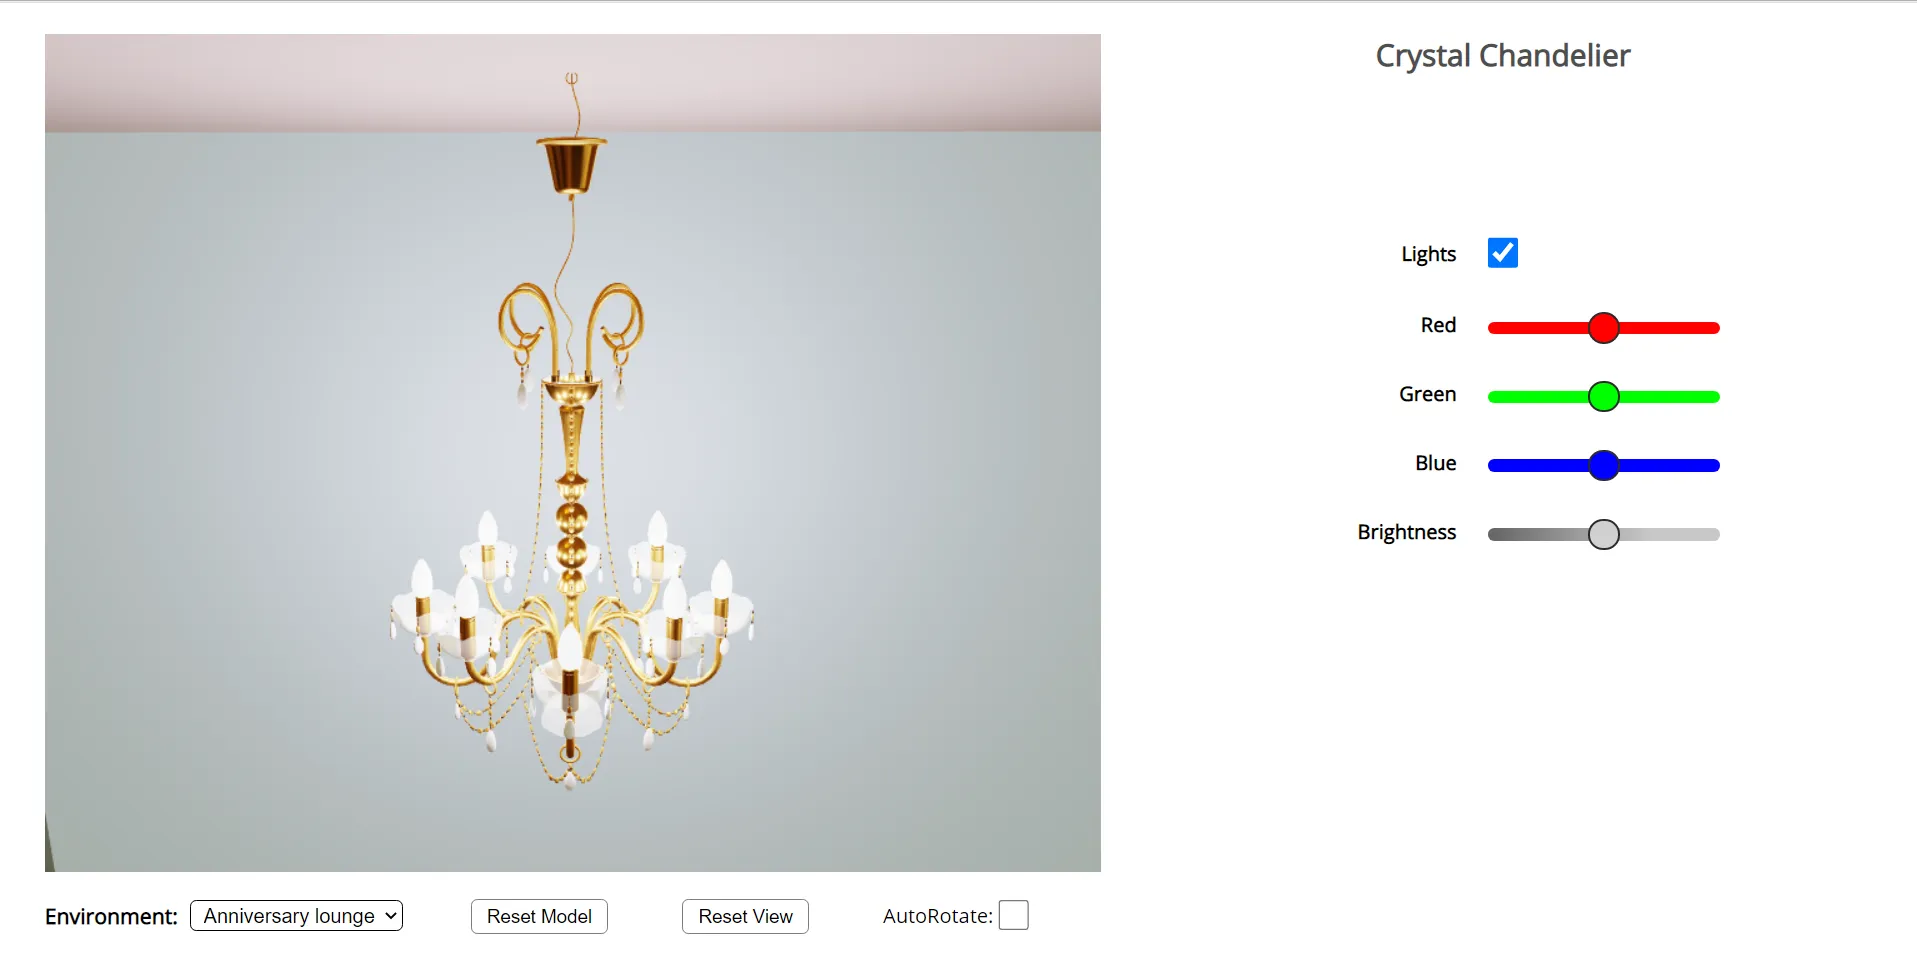 Crystal Chandelier
Lights
Red
Green
Blue
Brightness
Environment: Anniversary lounge Reset Model Reset View AutoRotate: